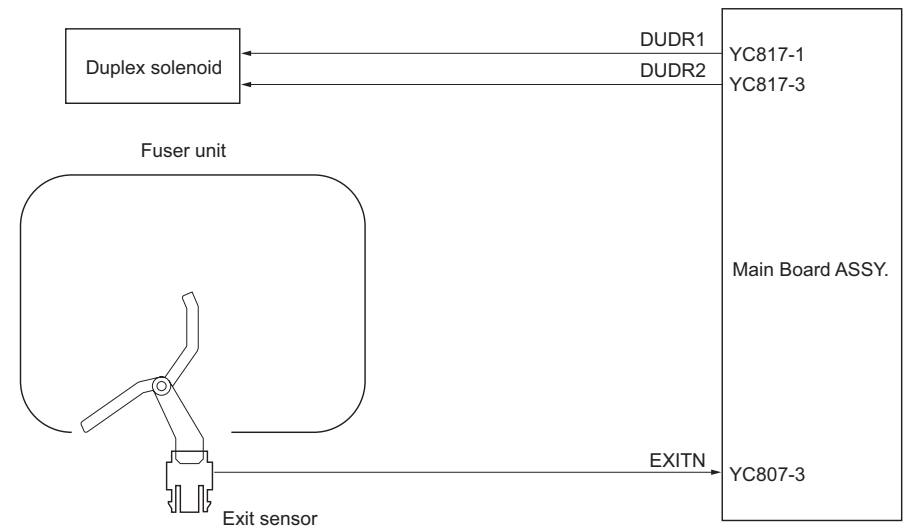 DUDR1
YC817-1
Duplex solenoid
DUDR2
YC817-3
Fuser unit
Main Board ASSY.
EXITN
YC807-3
Exit sensor